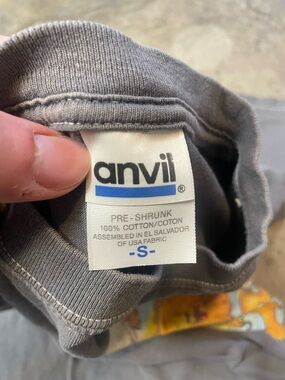 anvil®
PRE-SHRUNK
100% COTTON/COTON
ASSEMBLED IN EL SALVADOR
OF USA FABRIC
-S-